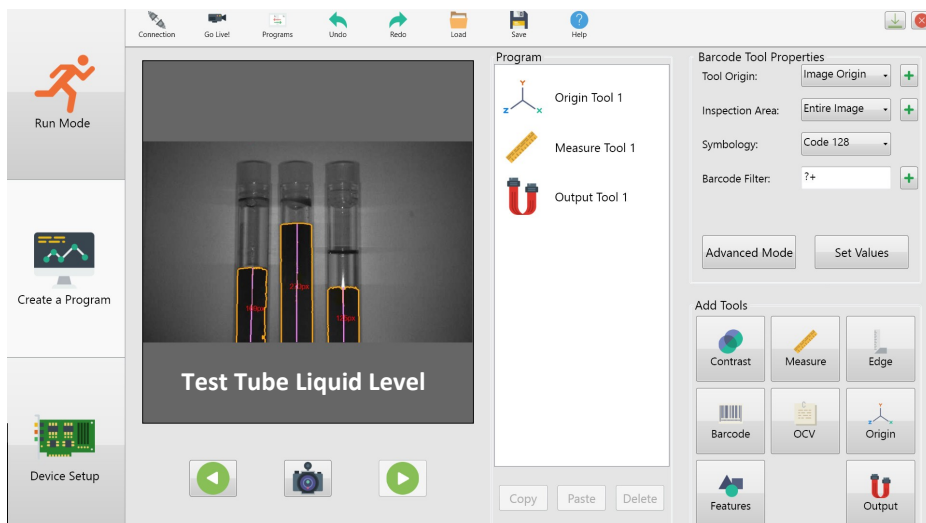 Connection Go Live! Programs Undo Redo Load Save Help
Run Mode
Create a Program
Device Setup
Test Tube Liquid Level
Program
Origin Tool 1
Measure Tool 1
Output Tool 1
Copy Paste Delete
Barcode Tool Properties
Tool Origin: Image Origin
Inspection Area: Entire Image
Symbology: Code 128
Barcode Filter: ?+
Advanced Mode Set Values
Add Tools
Contrast Measure Edge
Barcode OCV Origin
Features Output